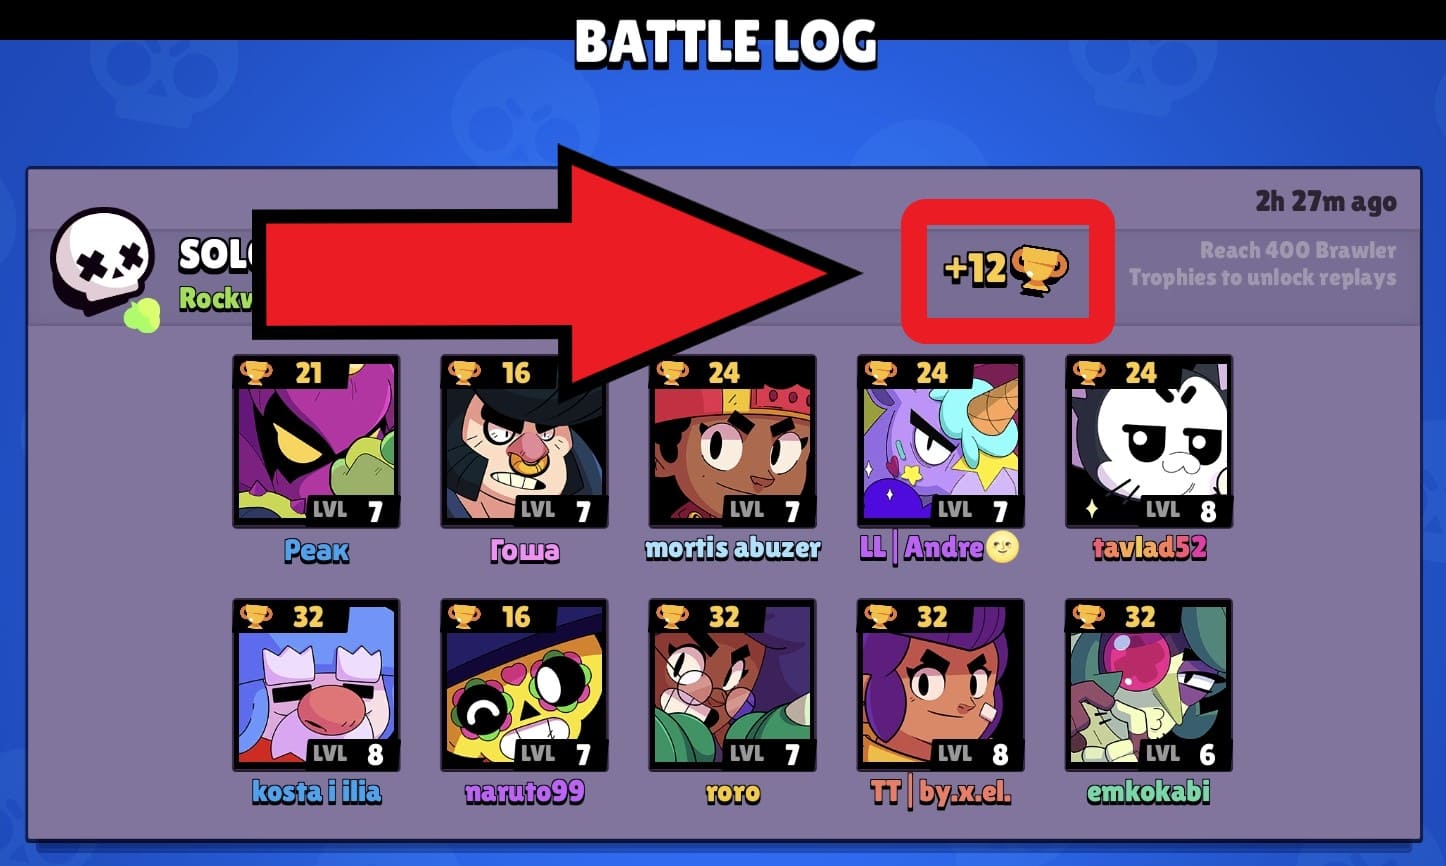 BATTLE LOG
2h 27m ago
SOLO
+12
Reach 400 Brawler
Trophies to unlock replays
21 16 24 24 24
LVL 7 LVL 7 LVL 7 LVL 7 LVL 8
Реак Гоша mortis abuzer LL | Andre🌝 tavlad52
32 16 32 32 32
LVL 8 LVL 7 LVL 7 LVL 8 LVL 6
kosta i ilia naruto99 roro TT | by.x.el. emkokabi